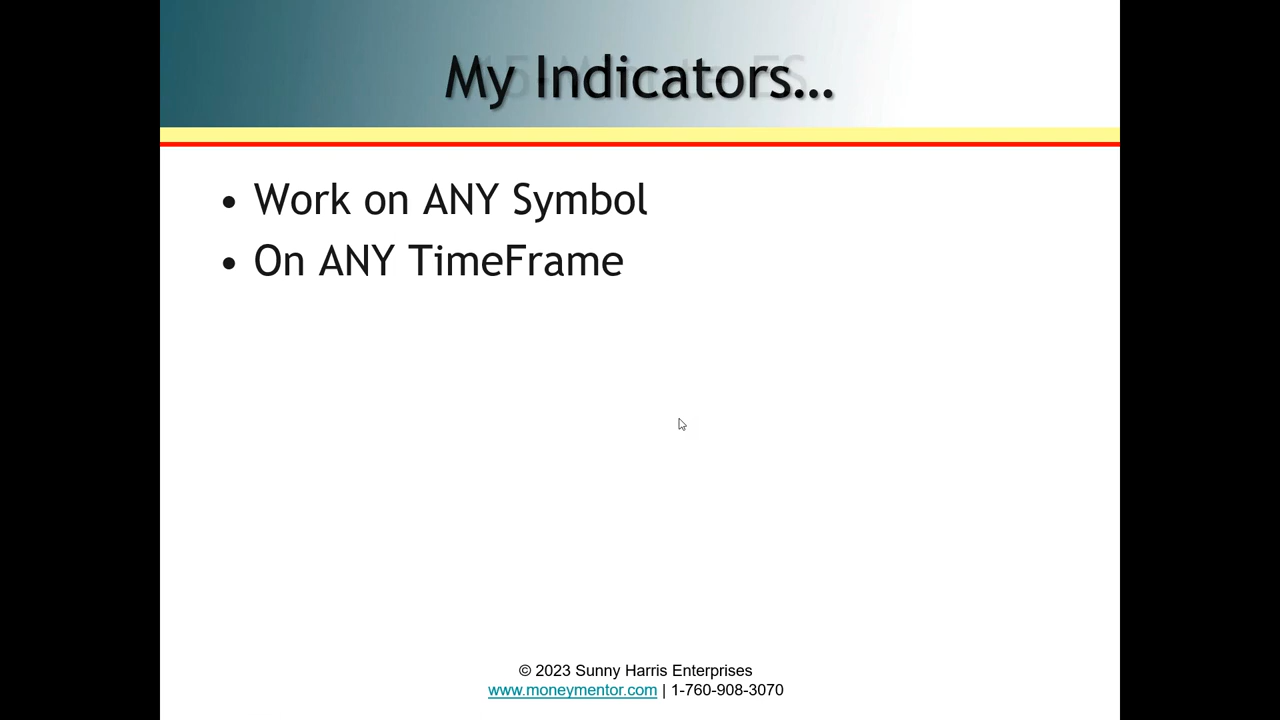 My Indicators...
• Work on ANY Symbol
• On ANY TimeFrame
© 2023 Sunny Harris Enterprises
www.moneymentor.com | 1-760-908-3070